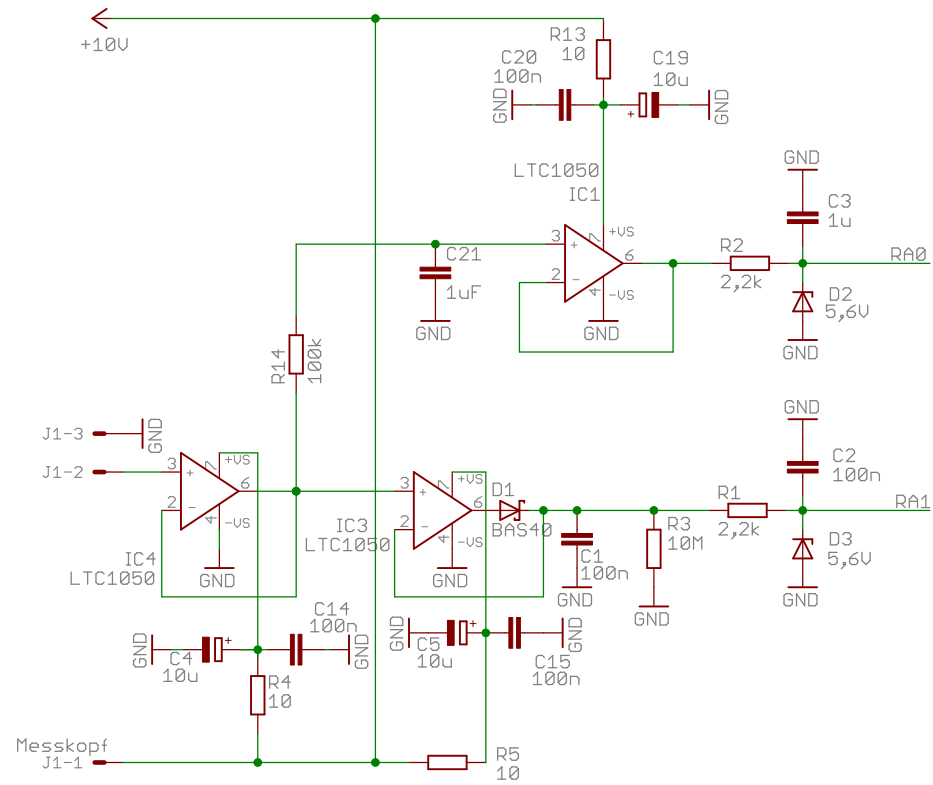 +10V
R13
10
C20
100n
C19
10u
+
GND
GND
LTC1050
IC1
GND
C3
1u
3
+
7
+VS
6
2
-
4
-VS
GND
R2
2,2k
RA0
D2
5,6V
GND
C21
1uF
GND
R14
100k
J1-3
GND
J1-2
3
+
7
+VS
6
2
-
4
-VS
IC4
LTC1050
GND
3
+
7
+VS
6
2
-
4
-VS
IC3
LTC1050
GND
D1
BAS40
C1
100n
GND
R3
10M
GND
R1
2,2k
GND
C2
100n
RA1
D3
5,6V
GND
GND
C4
10u
+
C14
100n
GND
R4
10
GND
C5
10u
+
C15
100n
GND
Messkopf
J1-1
R5
10